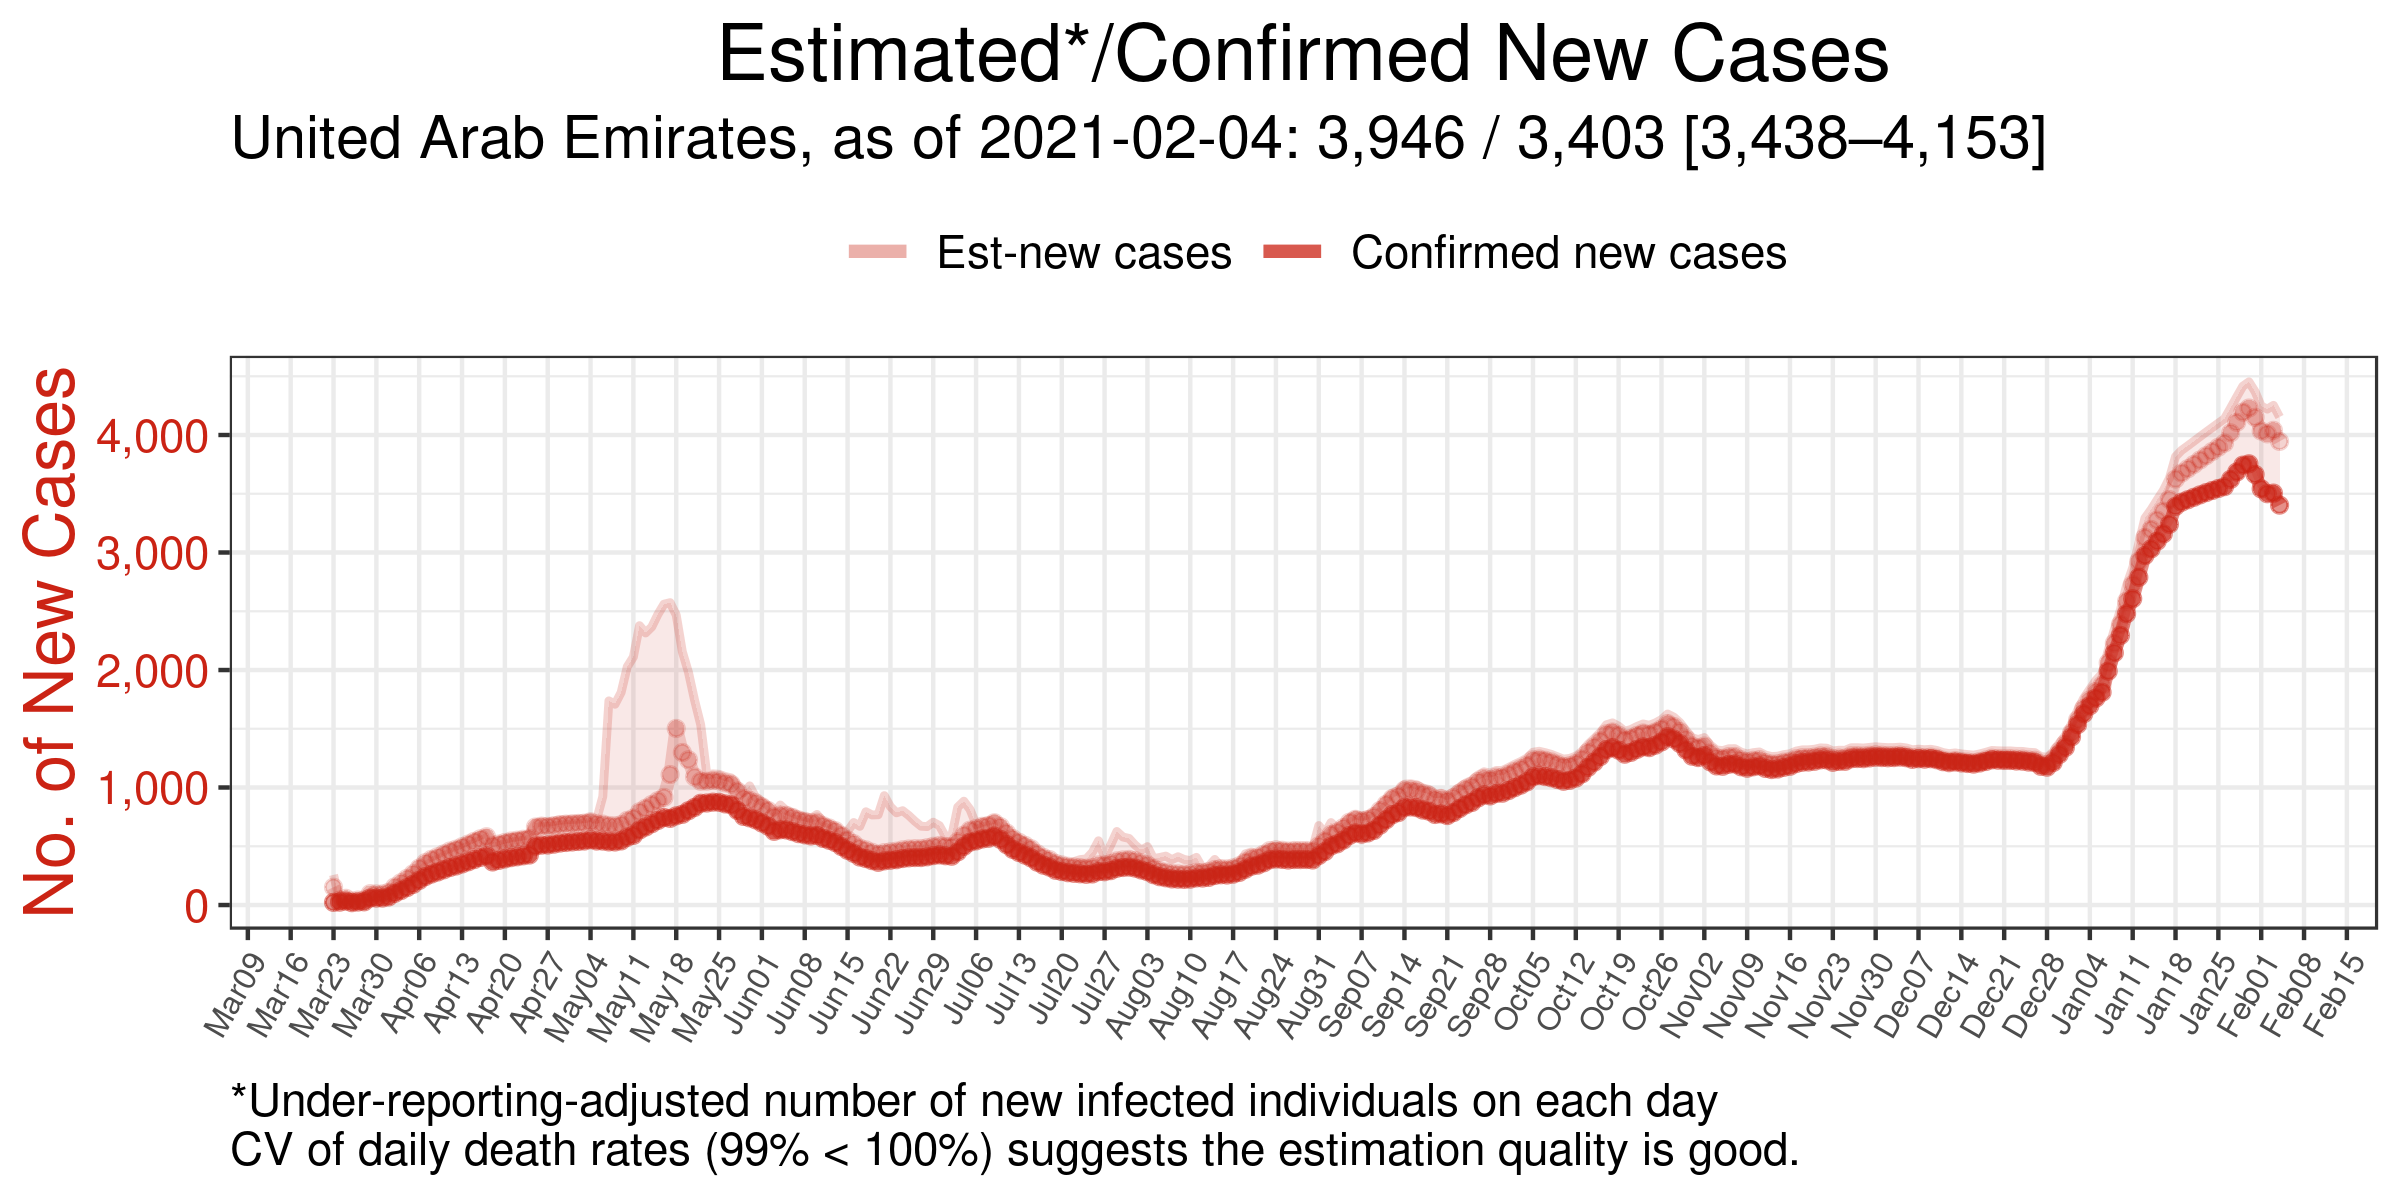 Estimated*/Confirmed New Cases
United Arab Emirates, as of 2021-02-04: 3,946 / 3,403 [3,438–4,153]
Est-new cases Confirmed new cases
No. of New Cases
4,000
3,000
2,000
1,000
0
Mar09 Mar16 Mar23 Mar30 Apr06 Apr13 Apr20 Apr27 May04 May11 May18 May25 Jun01 Jun08 Jun15 Jun22 Jun29 Jul06 Jul13 Jul20 Jul27 Aug03 Aug10 Aug17 Aug24 Aug31 Sep07 Sep14 Sep21 Sep28 Oct05 Oct12 Oct19 Oct26 Nov02 Nov09 Nov16 Nov23 Nov30 Dec07 Dec14 Dec21 Dec28 Jan04 Jan11 Jan18 Jan25 Feb01 Feb08 Feb15
*Under-reporting-adjusted number of new infected individuals on each day
CV of daily death rates (99% < 100%) suggests the estimation quality is good.